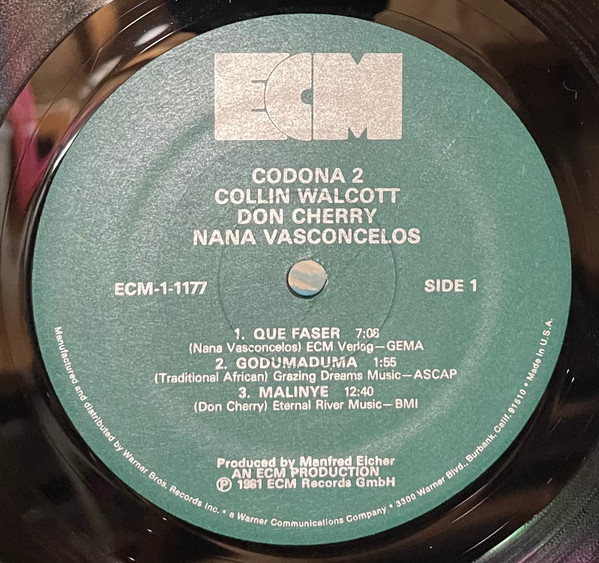 ECM
CODONA 2
COLLIN WALCOTT
DON CHERRY
NANA VASCONCELOS
ECM-1-1177
SIDE 1
1. QUE FASER 7:08
(Nana Vasconcelos) ECM Verlog—GEMA
2. GODUMADUMA 1:55
(Traditional African) Grazing Dreams Music—ASCAP
3. MALINYE 12:40
(Don Cherry) Eternal River Music—BMI
Produced by Manfred Eicher
AN ECM PRODUCTION
Ⓟ 1981 ECM Records GmbH
Manufactured and distributed by Warner Bros. Records Inc. • a Warner Communications Company • 3300 Warner Blvd., Burbank, Calif. 91510 • Made in U.S.A.